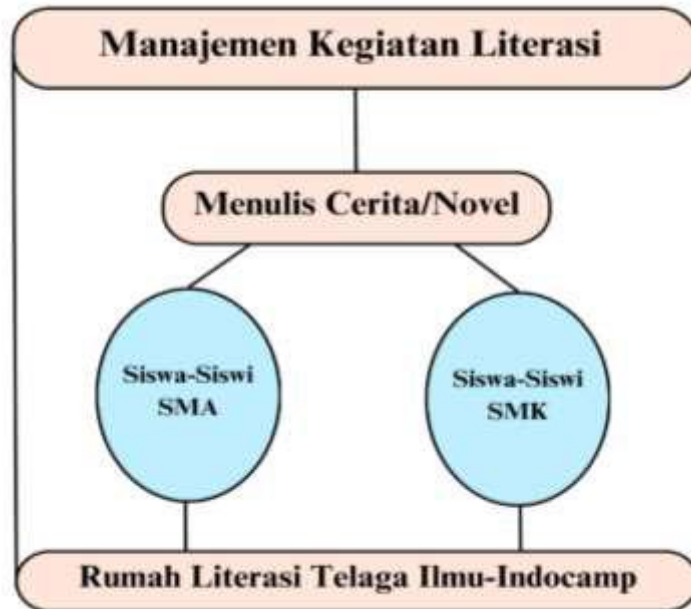 Manajemen Kegiatan Literasi
Menulis Cerita/Novel
Siswa-Siswi
SMA
Siswa-Siswi
SMK
Rumah Literasi Telaga Ilmu-Indocamp